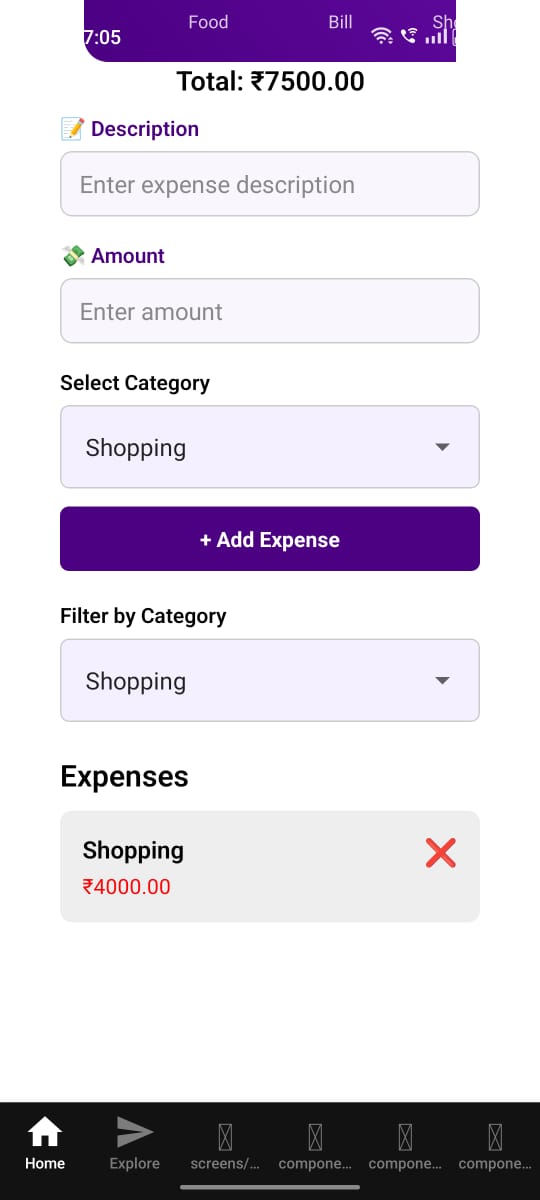 Food Bill Sho
7:05
Total: ₹7500.00
📝 Description
Enter expense description
💸 Amount
Enter amount
Select Category
Shopping
+ Add Expense
Filter by Category
Shopping
Expenses
Shopping
₹4000.00
Home Explore screens/... compone... compone... compone...